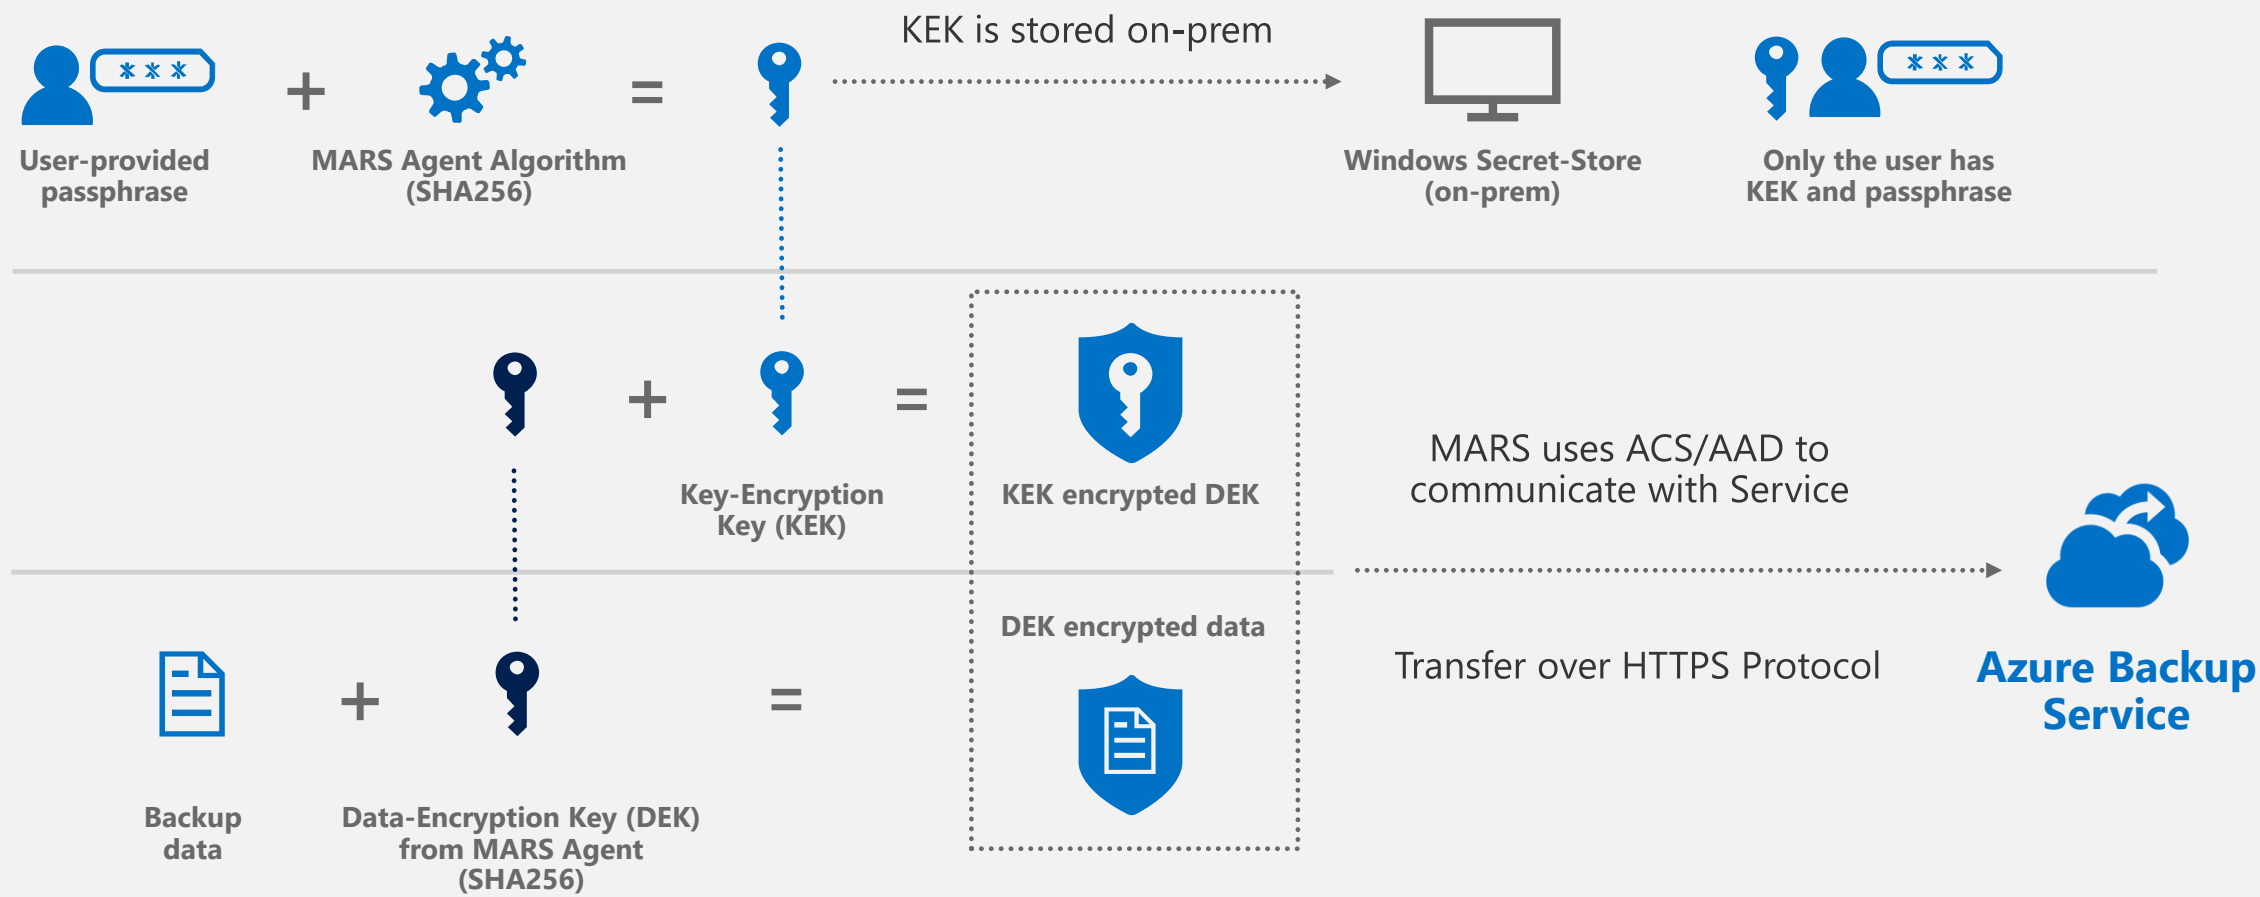 KEK is stored on-prem
* * *
+
=
* * *
User-provided
passphrase
MARS Agent Algorithm
(SHA256)
Windows Secret-Store
(on-prem)
Only the user has
KEK and passphrase
+
=
Key-Encryption
Key (KEK)
KEK encrypted DEK
MARS uses ACS/AAD to
communicate with Service
DEK encrypted data
+
=
Transfer over HTTPS Protocol
Azure Backup
Service
Backup
data
Data-Encryption Key (DEK)
from MARS Agent
(SHA256)